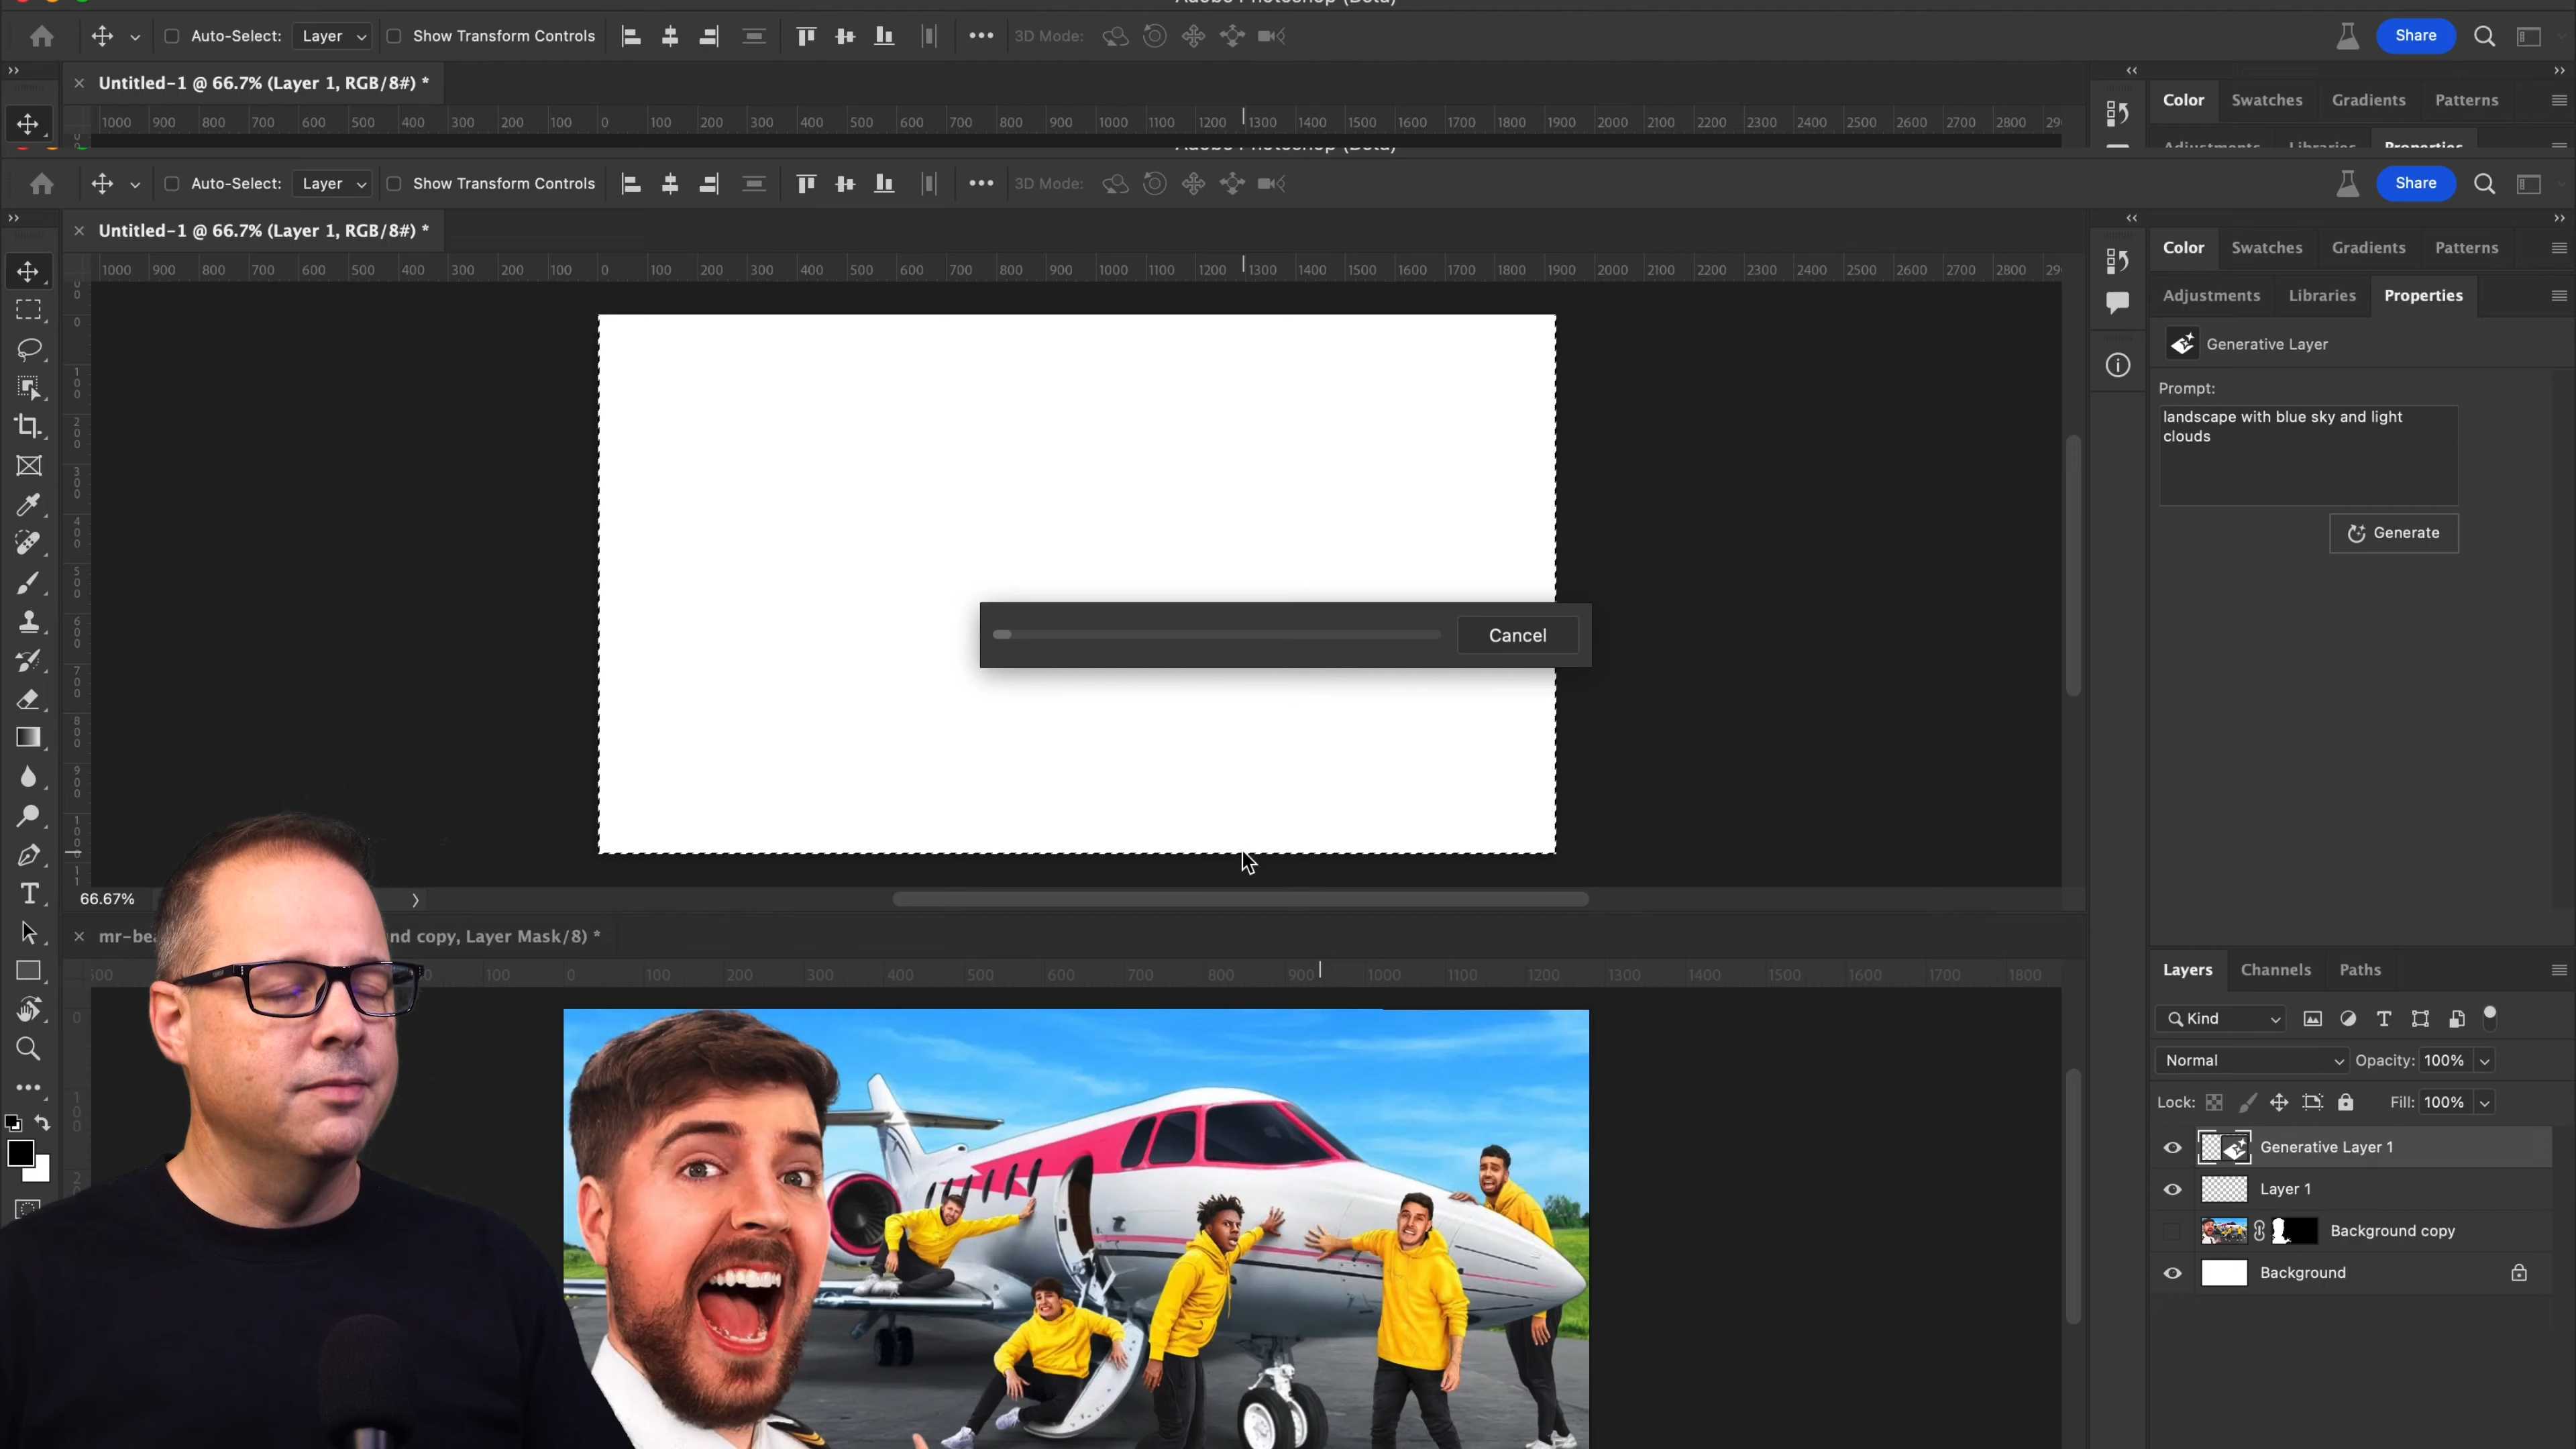 Adobe Photoshop (Beta)
Auto-Select: Layer Show Transform Controls 3D Mode: Share
Untitled-1 @ 66.7% (Layer 1, RGB/8#) *
Color Swatches Gradients Patterns
1000 900 800 700 600 500 400 300 200 100 0 100 200 300 400 500 600 700 800 900 1000 1100 1200 1300 1400 1500 1600 1700 1800 1900 2000 2100 2200 2300 2400 2500 2600 2700 2800 29
Adjustments Libraries Properties
Adobe Photoshop (Beta)
Auto-Select: Layer Show Transform Controls 3D Mode: Share
Untitled-1 @ 66.7% (Layer 1, RGB/8#) *
Color Swatches Gradients Patterns
1000 900 800 700 600 500 400 300 200 100 0 100 200 300 400 500 600 700 800 900 1000 1100 1200 1300 1400 1500 1600 1700 1800 1900 2000 2100 2200 2300 2400 2500 2600 2700 2800 29
Adjustments Libraries Properties
Generative Layer
Prompt:
landscape with blue sky and light
clouds
Generate
Cancel
66.67%
mr-bea nd copy, Layer Mask/8) *
100 0 100 200 300 400 500 600 700 800 900 1000 1100 1200 1300 1400 1500 1600 1700 1800
Layers Channels Paths
Kind
Normal Opacity: 100%
Lock: Fill: 100%
Generative Layer 1
Layer 1
Background copy
Background